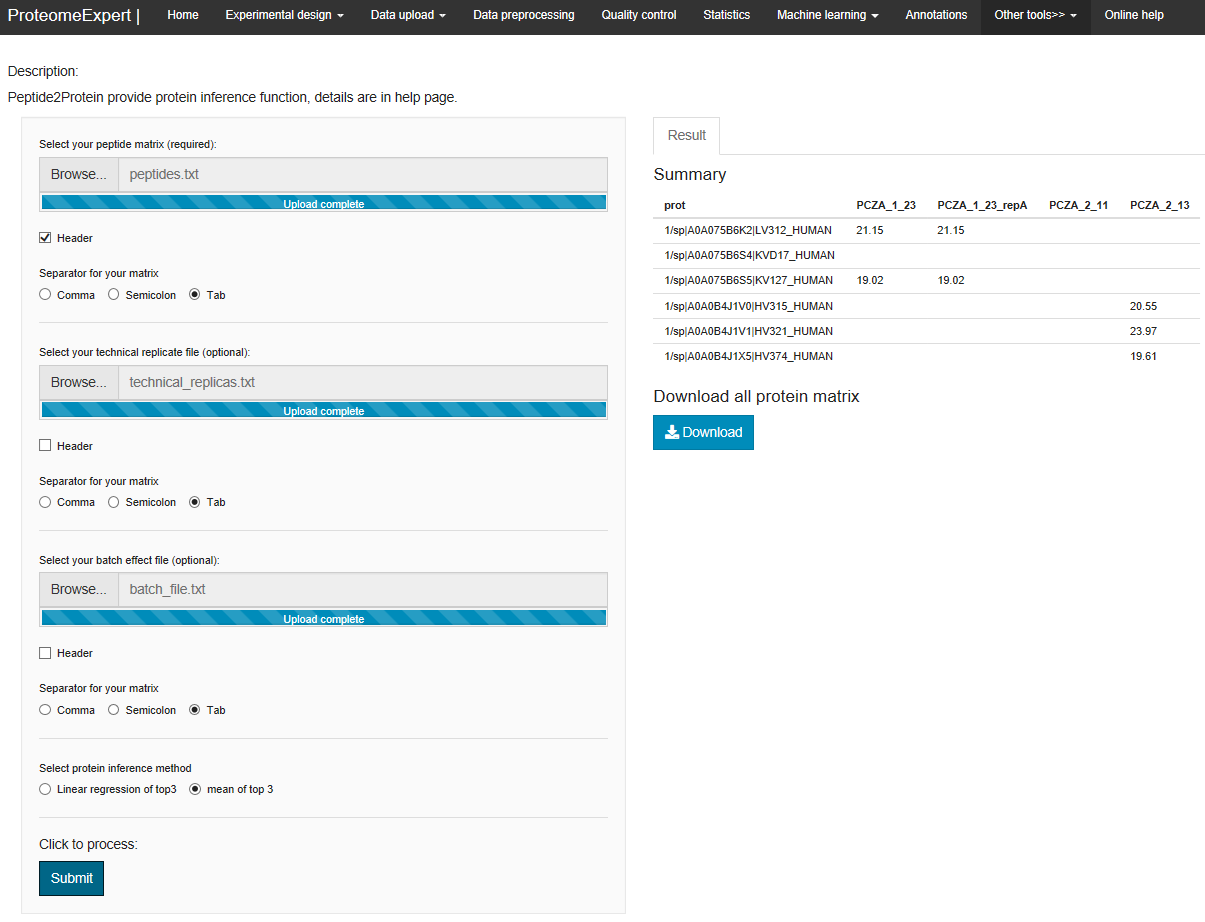 ProteomeExpert | Home Experimental design Data upload Data preprocessing Quality control Statistics Machine learning Annotations Other tools>> Online help
Description:
Peptide2Protein provide protein inference function, details are in help page.
Select your peptide matrix (required):
Browse... peptides.txt
Upload complete
Header
Separator for your matrix
Comma Semicolon Tab
Select your technical replicate file (optional):
Browse... technical_replicas.txt
Upload complete
Header
Separator for your matrix
Comma Semicolon Tab
Select your batch effect file (optional):
Browse... batch_file.txt
Upload complete
Header
Separator for your matrix
Comma Semicolon Tab
Select protein inference method
Linear regression of top3 mean of top 3
Click to process:
Submit
Result
Summary
prot PCZA_1_23 PCZA_1_23_repA PCZA_2_11 PCZA_2_13
1/sp|A0A075B6K2|LV312_HUMAN 21.15 21.15
1/sp|A0A075B6S4|KVD17_HUMAN
1/sp|A0A075B6S5|KV127_HUMAN 19.02 19.02
1/sp|A0A0B4J1V0|HV315_HUMAN 20.55
1/sp|A0A0B4J1V1|HV321_HUMAN 23.97
1/sp|A0A0B4J1X5|HV374_HUMAN 19.61
Download all protein matrix
Download